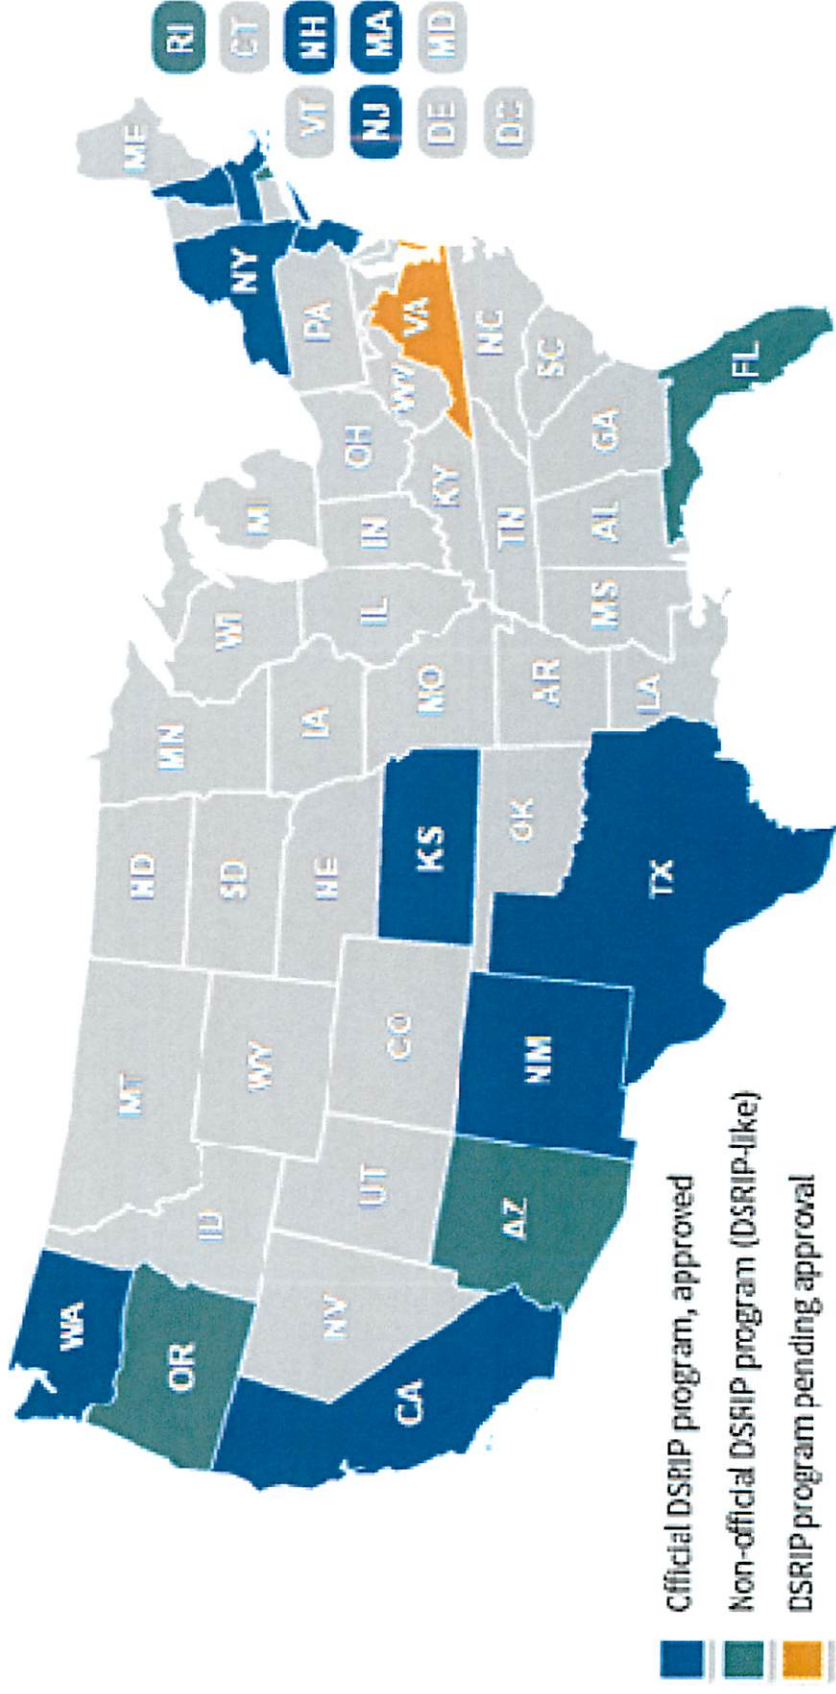 WA
MT
ND
MN
ME
OR
ID
WY
SD
WI
MI
NY
NV
UT
CO
NE
IA
IL
IN
OH
PA
CA
AZ
NM
KS
MO
KY
WV
VA
OK
AR
TN
NC
TX
LA
MS
AL
GA
SC
FL
RI
CT
VT
NH
NJ
MA
DE
MD
DC
Official DSRIP program, approved
Non-official DSRIP program (DSRIP-like)
DSRIP program pending approval